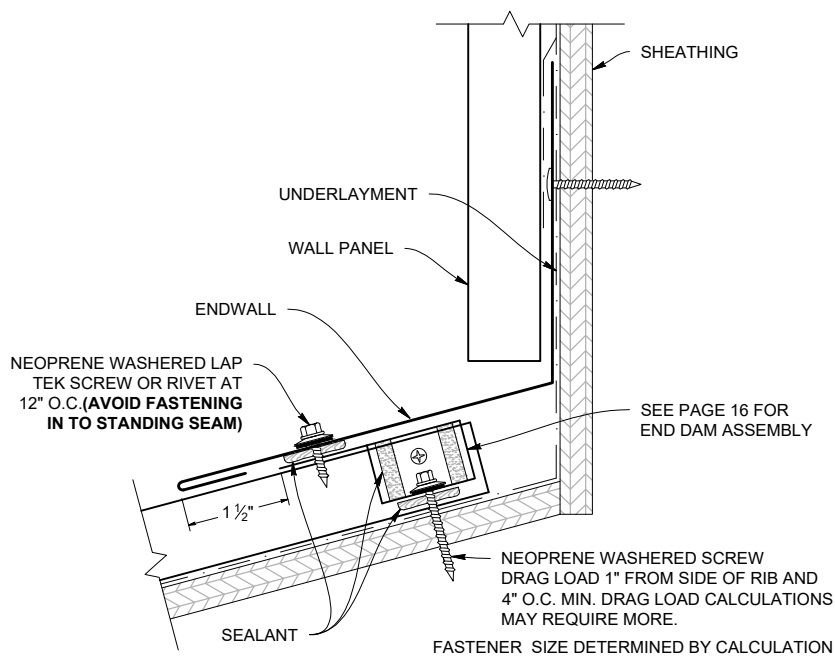 SHEATHING
UNDERLAYMENT
WALL PANEL
ENDWALL
NEOPRENE WASHERED LAP
TEK SCREW OR RIVET AT
12" O.C.(AVOID FASTENING
IN TO STANDING SEAM)
SEE PAGE 16 FOR
END DAM ASSEMBLY
1 ½"
NEOPRENE WASHERED SCREW
DRAG LOAD 1" FROM SIDE OF RIB AND
4" O.C. MIN. DRAG LOAD CALCULATIONS
MAY REQUIRE MORE.
SEALANT
FASTENER SIZE DETERMINED BY CALCULATION